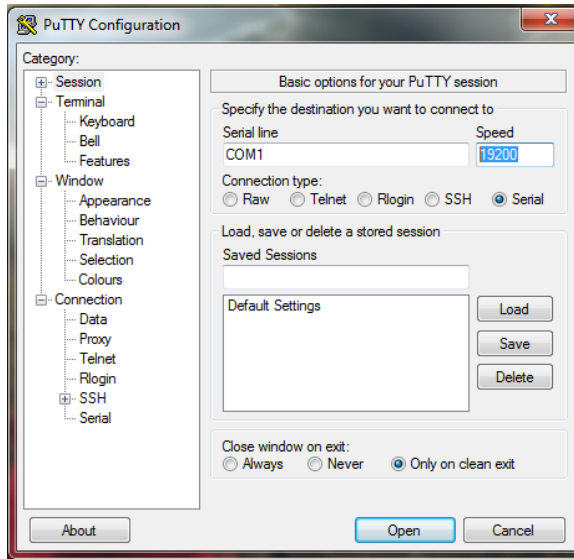 PuTTY Configuration
Category:
Session
Terminal
Keyboard
Bell
Features
Window
Appearance
Behaviour
Translation
Selection
Colours
Connection
Data
Proxy
Telnet
Rlogin
SSH
Serial
Basic options for your PuTTY session
Specify the destination you want to connect to
Serial line Speed
COM1 19200
Connection type:
Raw Telnet Rlogin SSH Serial
Load, save or delete a stored session
Saved Sessions
Default Settings
Load
Save
Delete
Close window on exit:
Always Never Only on clean exit
About Open Cancel